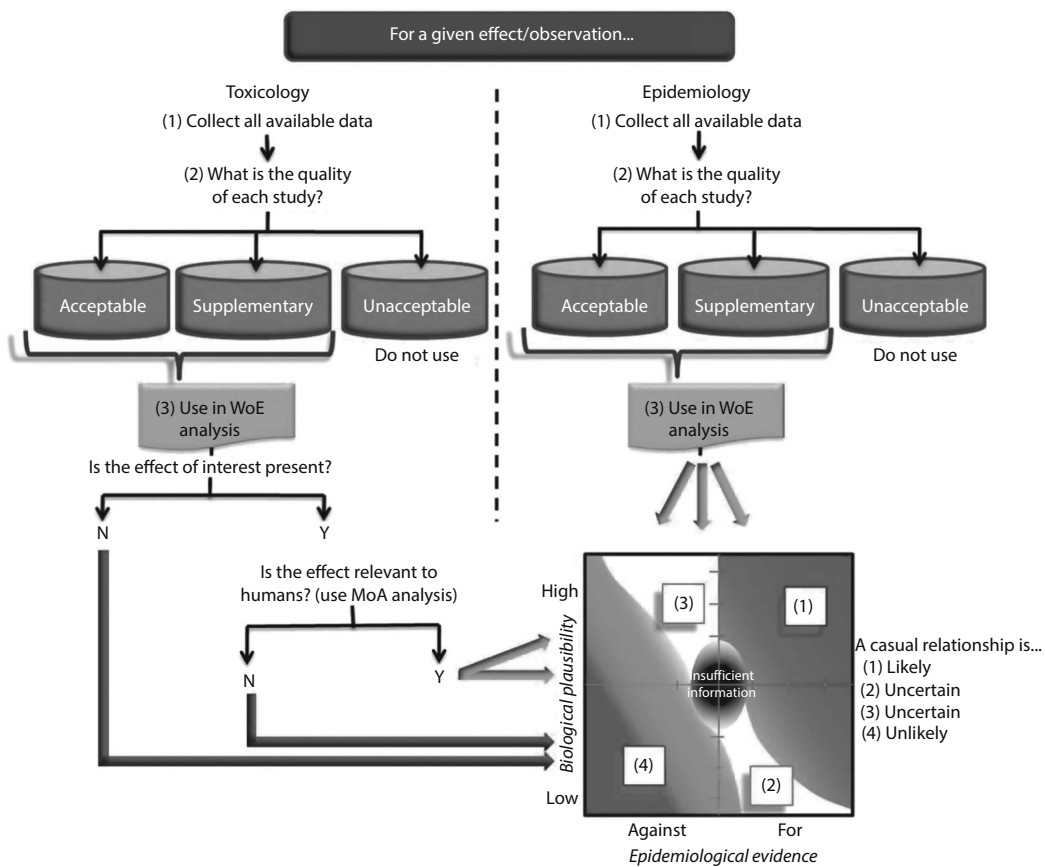 For a given effect/observation...
Toxicology
(1) Collect all available data
(2) What is the quality
of each study?
Acceptable
Supplementary
Unacceptable
Do not use
(3) Use in WoE
analysis
Is the effect of interest present?
N
Y
Is the effect relevant to
humans? (use MoA analysis)
N
Y
Epidemiology
(1) Collect all available data
(2) What is the quality
of each study?
Acceptable
Supplementary
Unacceptable
Do not use
(3) Use in WoE
analysis
High
Biological plausibility
Low
(3)
(1)
Insufficient
information
(4)
(2)
Against
For
Epidemiological evidence
A casual relationship is...
(1) Likely
(2) Uncertain
(3) Uncertain
(4) Unlikely